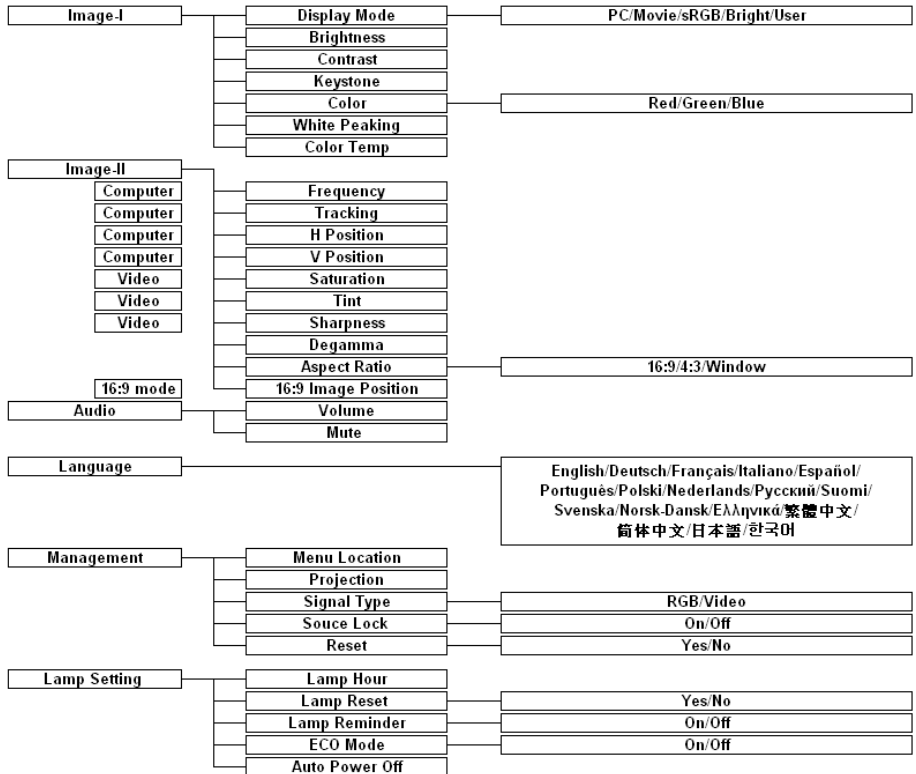 Image-I Display Mode PC/Movie/sRGB/Bright/User
Brightness
Contrast
Keystone
Color Red/Green/Blue
White Peaking
Color Temp
Image-II
Computer Frequency
Computer Tracking
Computer H Position
Computer V Position
Video Saturation
Video Tint
Video Sharpness
Degamma
Aspect Ratio 16:9/4:3/Window
16:9 mode 16:9 Image Position
Audio Volume
Mute
Language English/Deutsch/Français/Italiano/Español/
Português/Polski/Nederlands/Русский/Suomi/
Svenska/Norsk-Dansk/Ελληνικά/繁體中文/
简体中文/日本語/한국어
Management Menu Location
Projection
Signal Type RGB/Video
Souce Lock On/Off
Reset Yes/No
Lamp Setting Lamp Hour
Lamp Reset Yes/No
Lamp Reminder On/Off
ECO Mode On/Off
Auto Power Off